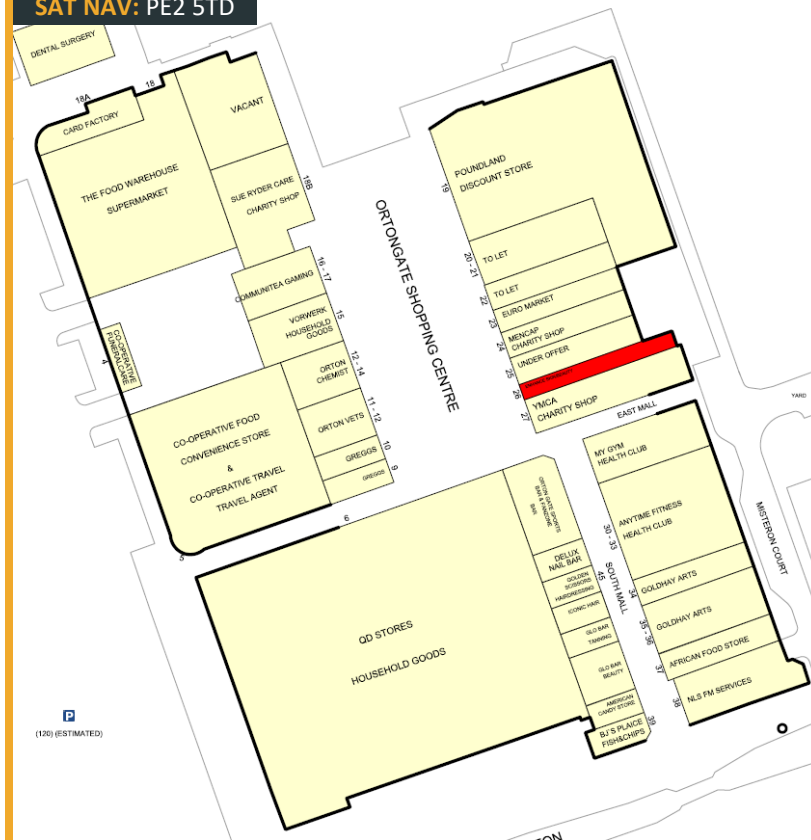 SAT NAV: PE2 5TD
DENTAL SURGERY
18A
18
CARD FACTORY
VACANT
THE FOOD WAREHOUSE
SUPERMARKET
SUE RYDER CARE
CHARITY SHOP
18B
COMMUNITEA GAMING
16 - 17
VORWERK
HOUSEHOLD
GOODS
15
CO-OPERATIVE
FUNERALCARE
4
ORTON
CHEMIST
12 - 14
ORTON VETS
11 - 12
GREGGS
10
GREGGS
9
CO-OPERATIVE FOOD
CONVENIENCE STORE
&
CO-OPERATIVE TRAVEL
TRAVEL AGENT
5
6
ORTONGATE SHOPPING CENTRE
POUNDLAND
DISCOUNT STORE
19
TO LET
20 - 21
TO LET
22
EURO MARKET
23
MENCAP
CHARITY SHOP
24
UNDER OFFER
25
26
YMCA
CHARITY SHOP
27
EAST MALL
YARD
MISTERON COURT
MY GYM
HEALTH CLUB
ANYTIME FITNESS
HEALTH CLUB
30 - 33
GOLDHAY ARTS
34
GOLDHAY ARTS
35 - 36
AFRICAN FOOD STORE
37
NLS FM SERVICES
38
SOUTH MALL
ORTON GATE SPORTS
BAR & FANZONE
BAR
DELUX
NAIL BAR
GOLDEN
SCISSORS
HAIRDRESSING
45
ICONIC HAIR
GLO BAR
TANNING
GLO BAR
BEAUTY
AMERICAN
CANDY STORE
BJ'S PLAICE
FISH&CHIPS
39
QD STORES
HOUSEHOLD GOODS
P
(120) (ESTIMATED)
TON